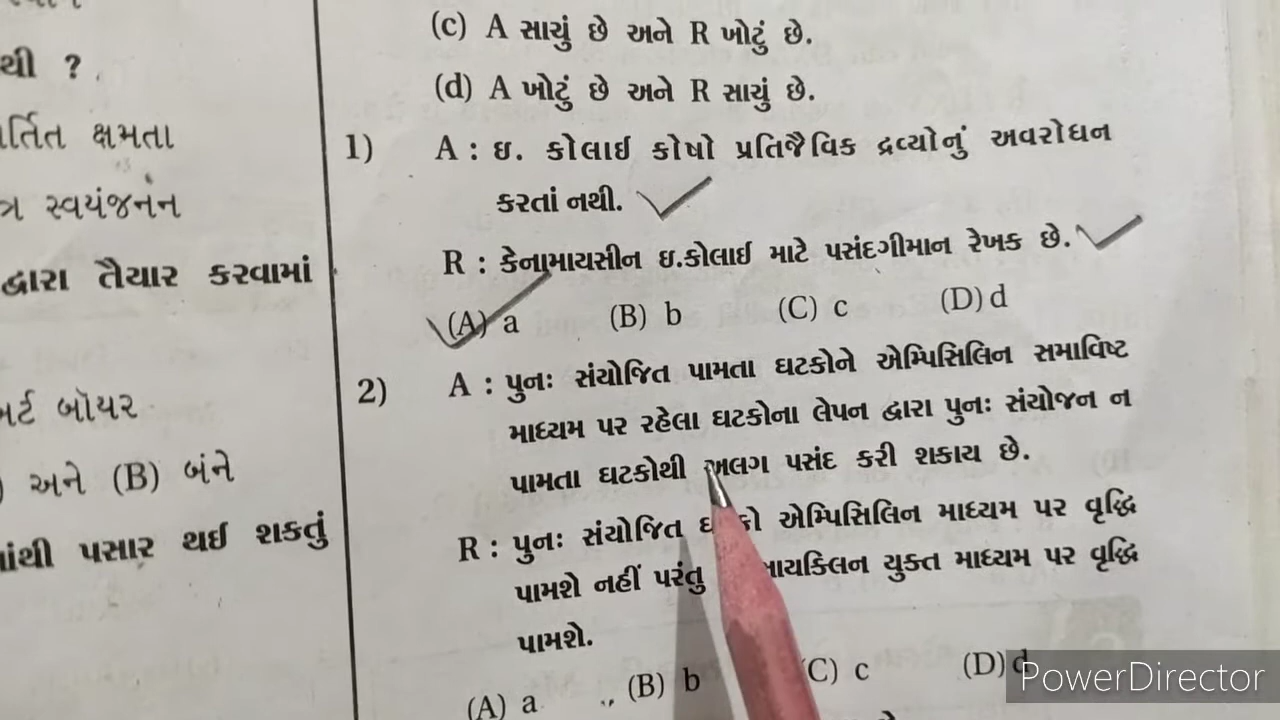 થી ?
ર્તિત ક્ષમતા
સ્વયંજનન
દ્વારા તૈયાર કરવામાં
બૉયર
અને (B) બંને
પસાર થઈ શકતું
(c) A સાચું છે અને R ખોટું છે.
(d) A ખોટું છે અને R સાચું છે.
1) A : ઇ. કોલાઈ કોષો પ્રતિજૈવિક દ્રવ્યોનું અવરોધન
કરતાં નથી.
R : કેનામાયસીન ઇ.કોલાઈ માટે પસંદગીમાન રેખક છે.
(A) a (B) b (C) c (D) d
2) A : પુનઃ સંયોજિત પામતા ઘટકોને એમ્પિસિલિન સમાવિષ્ટ
માધ્યમ પર રહેલા ઘટકોના લેપન દ્વારા પુનઃ સંયોજન ન
પામતા ઘટકોથી અલગ પસંદ કરી શકાય છે.
R : પુનઃ સંયોજિત એમ્પિસિલિન માધ્યમ પર વૃદ્ધિ
પામશે નહીં પરંતુ યુક્ત માધ્યમ પર વૃદ્ધિ
પામશે.
(A) a (B) b (C) c (D) d
PowerDirector